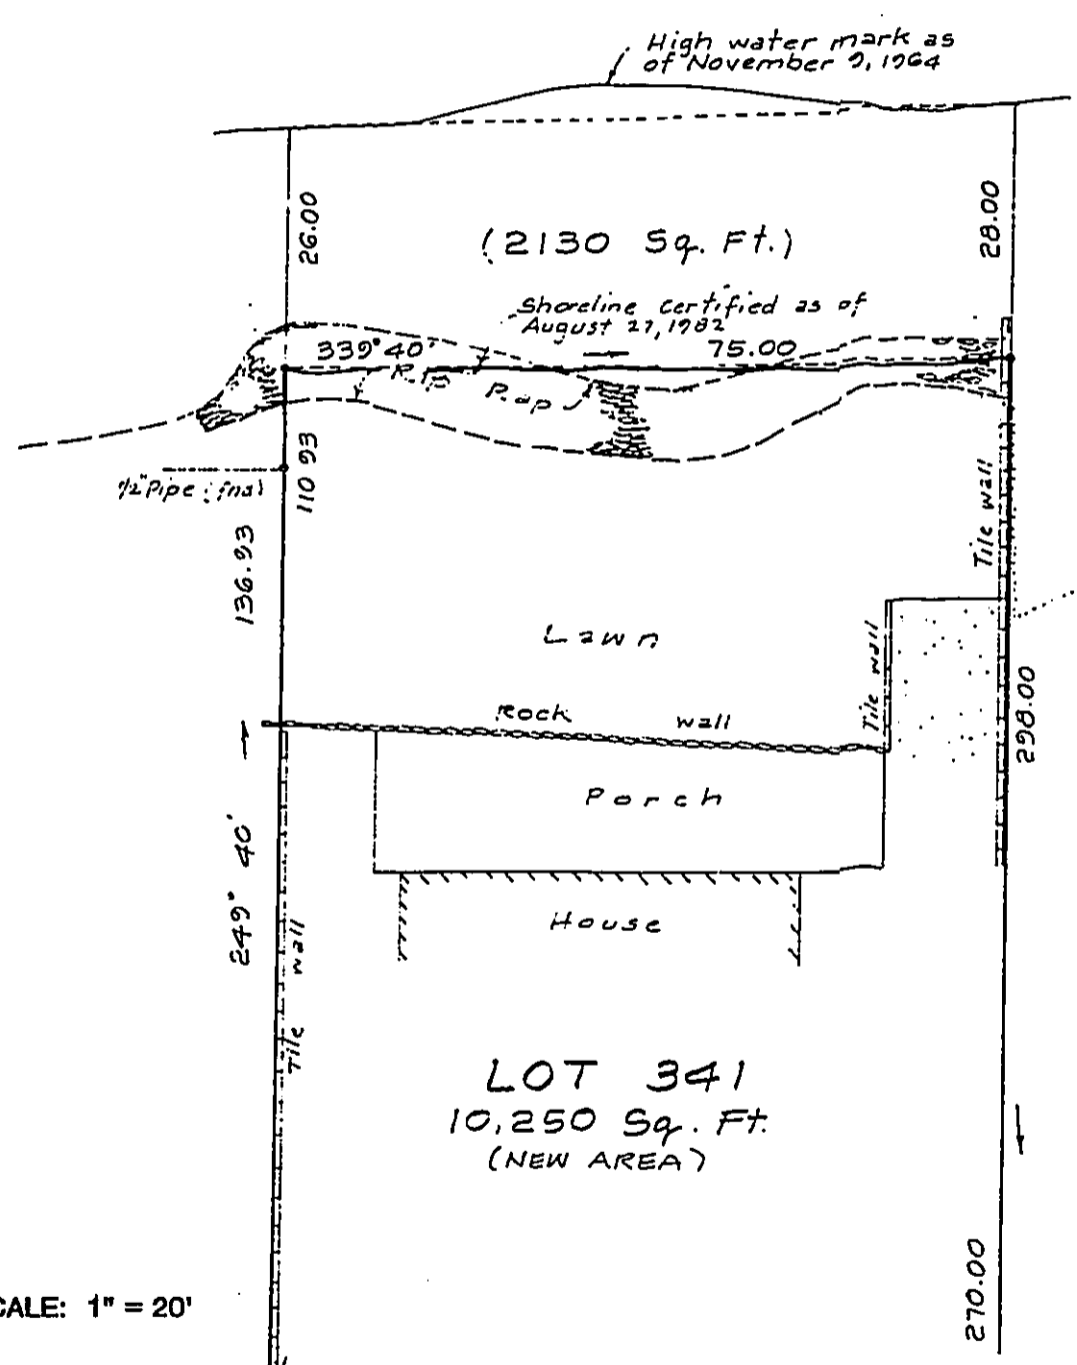 High water mark as
of November 9, 1964
26.00
28.00
(2130 Sq. Ft.)
Shoreline certified as of
August 27, 1982
339° 40'
75.00
Rip
Rap
110 93
1/2" Pipe (fnd)
136.93
Tile wall
Lawn
Tile wall
Rock wall
298.00
Porch
249° 40'
House
Tile wall
LOT 341
10,250 Sq. Ft.
(NEW AREA)
270.00
CALE: 1" = 20'